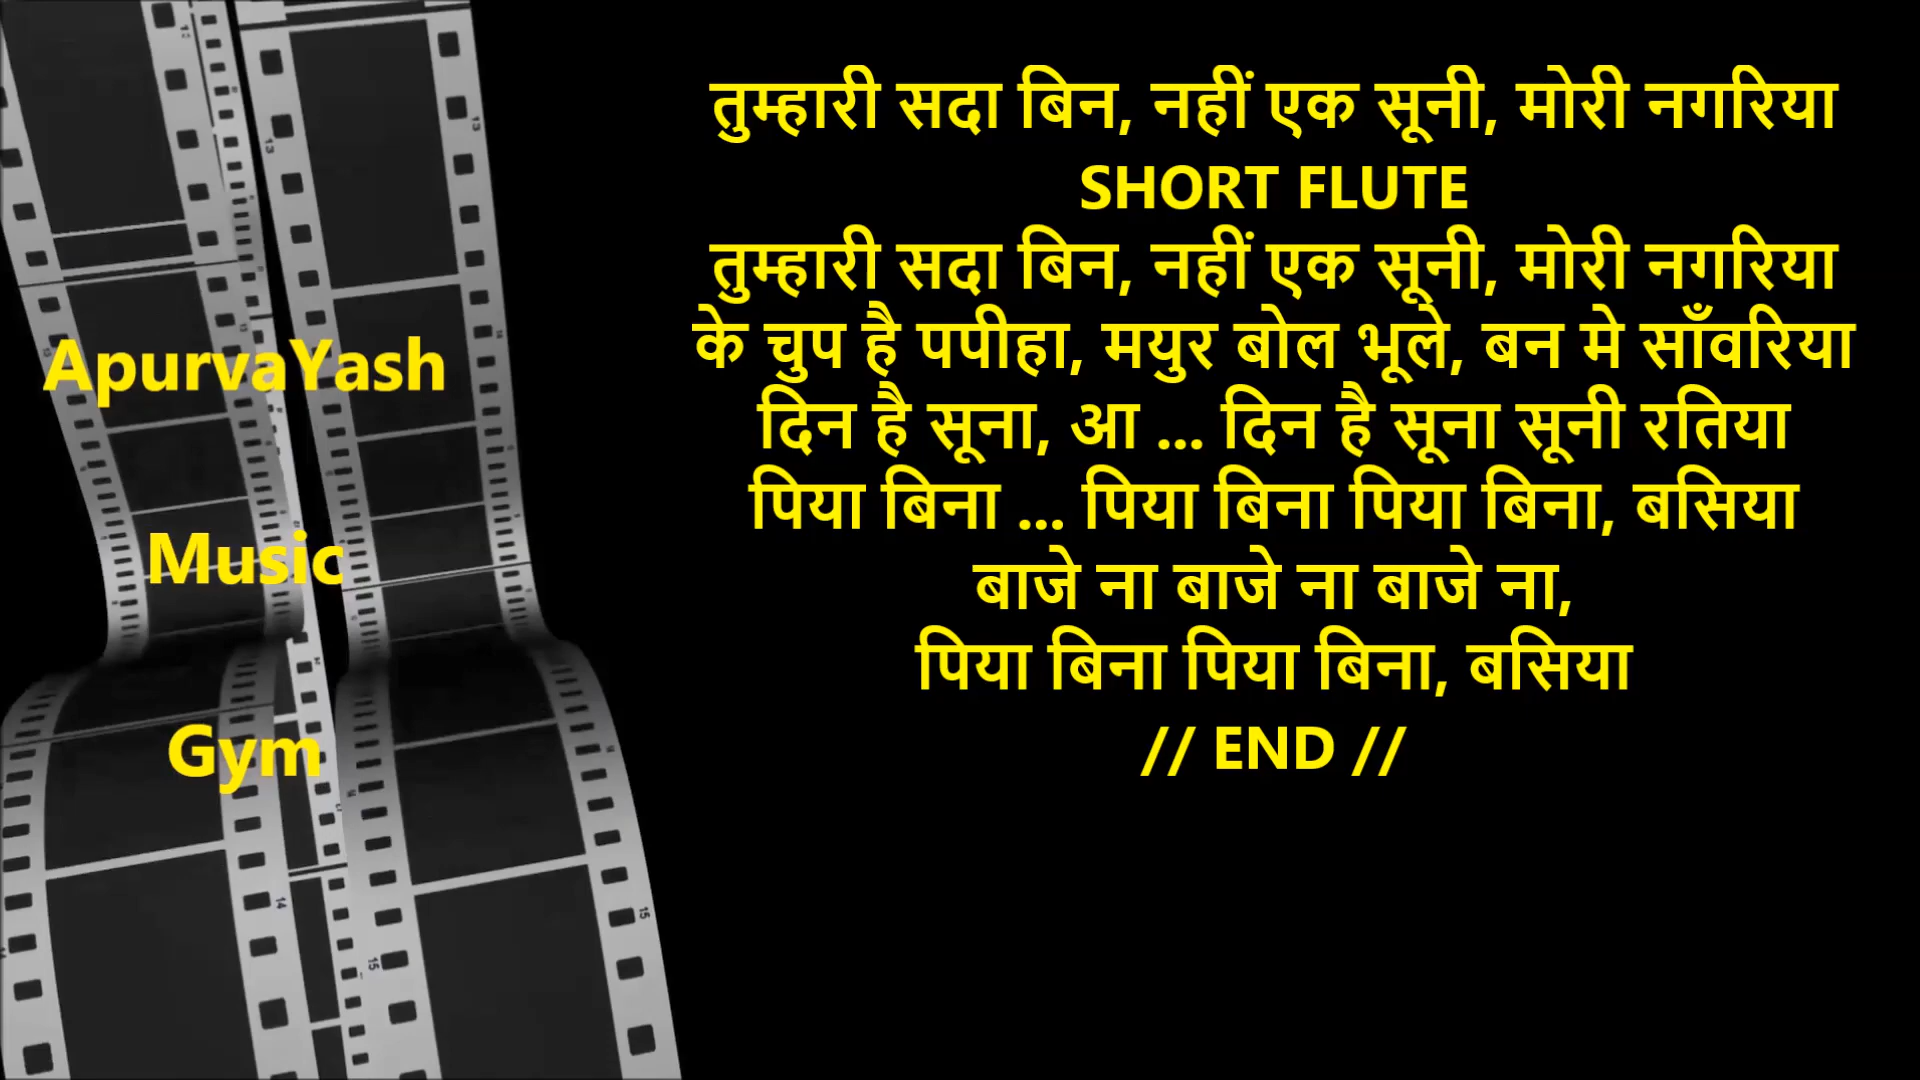 तुम्हारी सदा बिन, नहीं एक सूनी, मोरी नगरिया
SHORT FLUTE
तुम्हारी सदा बिन, नहीं एक सूनी, मोरी नगरिया
के चुप है पपीहा, मयुर बोल भूले, बन मे साँवरिया
दिन है सूना, आ ... दिन है सूना सूनी रतिया
पिया बिना ... पिया बिना पिया बिना, बसिया
बाजे ना बाजे ना बाजे ना,
पिया बिना पिया बिना, बसिया
// END //
ApurvaYash
Music
Gym